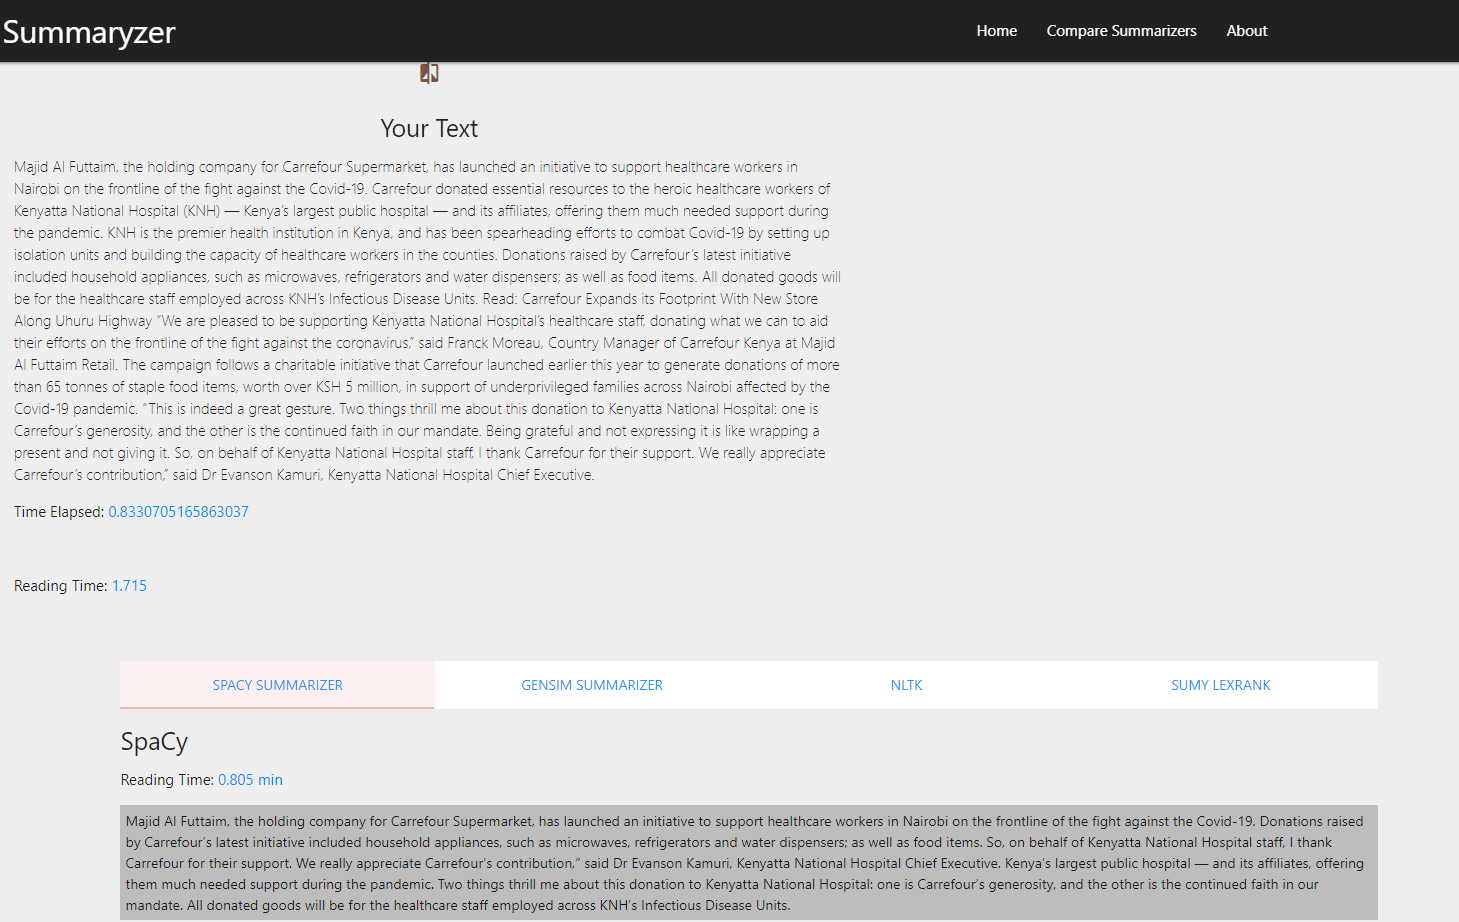 Summaryzer
Home Compare Summarizers About
Your Text
Majid Al Futtaim, the holding company for Carrefour Supermarket, has launched an initiative to support healthcare workers in
Nairobi on the frontline of the fight against the Covid-19. Carrefour donated essential resources to the heroic healthcare workers of
Kenyatta National Hospital (KNH) — Kenya’s largest public hospital — and its affiliates, offering them much needed support during
the pandemic. KNH is the premier health institution in Kenya, and has been spearheading efforts to combat Covid-19 by setting up
isolation units and building the capacity of healthcare workers in the counties. Donations raised by Carrefour’s latest initiative
included household appliances, such as microwaves, refrigerators and water dispensers; as well as food items. All donated goods will
be for the healthcare staff employed across KNH’s Infectious Disease Units. Read: Carrefour Expands its Footprint With New Store
Along Uhuru Highway “We are pleased to be supporting Kenyatta National Hospital’s healthcare staff, donating what we can to aid
their efforts on the frontline of the fight against the coronavirus,” said Franck Moreau, Country Manager of Carrefour Kenya at Majid
Al Futtaim Retail. The campaign follows a charitable initiative that Carrefour launched earlier this year to generate donations of more
than 65 tonnes of staple food items, worth over KSH 5 million, in support of underprivileged families across Nairobi affected by the
Covid-19 pandemic. “This is indeed a great gesture. Two things thrill me about this donation to Kenyatta National Hospital: one is
Carrefour’s generosity, and the other is the continued faith in our mandate. Being grateful and not expressing it is like wrapping a
present and not giving it. So, on behalf of Kenyatta National Hospital staff, I thank Carrefour for their support. We really appreciate
Carrefour’s contribution,” said Dr Evanson Kamuri, Kenyatta National Hospital Chief Executive.
Time Elapsed: 0.8330705165863037
Reading Time: 1.715
SPACY SUMMARIZER GENSIM SUMMARIZER NLTK SUMY LEXRANK
SpaCy
Reading Time: 0.805 min
Majid Al Futtaim, the holding company for Carrefour Supermarket, has launched an initiative to support healthcare workers in Nairobi on the frontline of the fight against the Covid-19. Donations raised
by Carrefour’s latest initiative included household appliances, such as microwaves, refrigerators and water dispensers; as well as food items. So, on behalf of Kenyatta National Hospital staff, I thank
Carrefour for their support. We really appreciate Carrefour’s contribution,” said Dr Evanson Kamuri, Kenyatta National Hospital Chief Executive. Kenya’s largest public hospital — and its affiliates, offering
them much needed support during the pandemic. Two things thrill me about this donation to Kenyatta National Hospital: one is Carrefour’s generosity, and the other is the continued faith in our
mandate. All donated goods will be for the healthcare staff employed across KNH’s Infectious Disease Units.